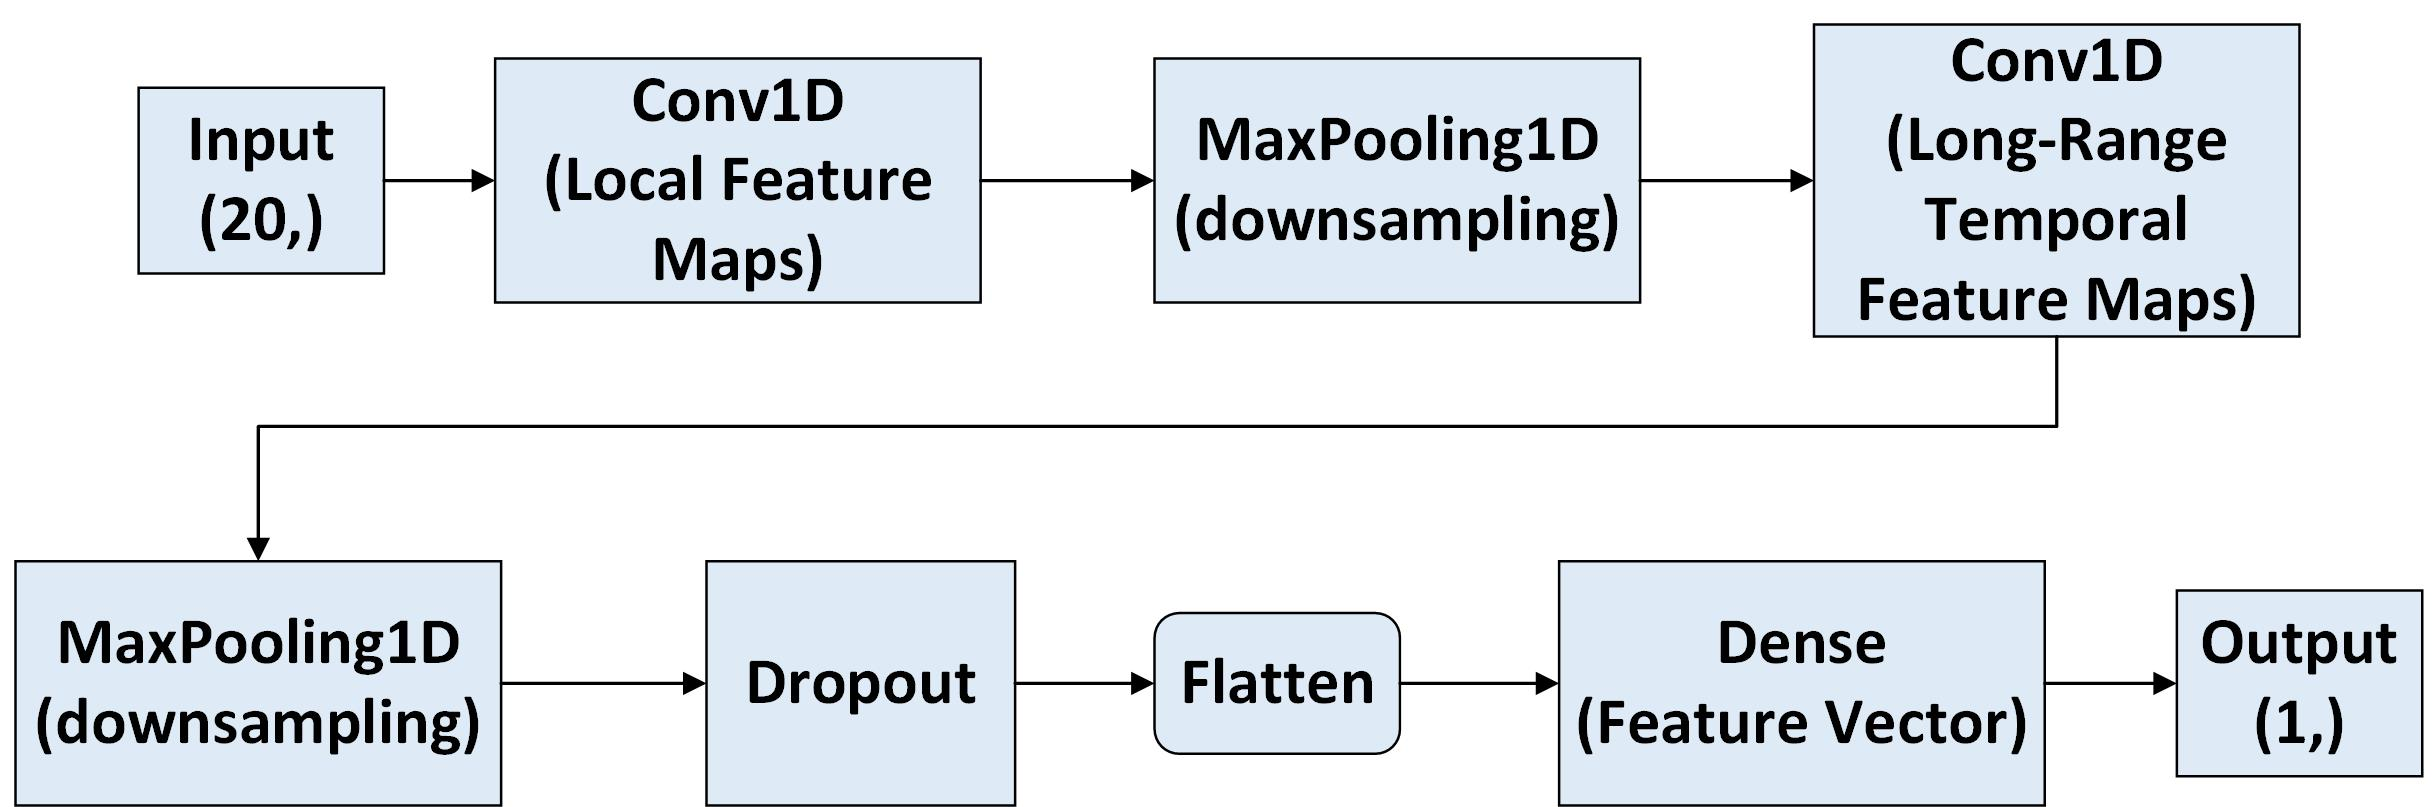 Input
(20,)
Conv1D
(Local Feature
Maps)
MaxPooling1D
(downsampling)
Conv1D
(Long-Range
Temporal
Feature Maps)
MaxPooling1D
(downsampling)
Dropout
Flatten
Dense
(Feature Vector)
Output
(1,)